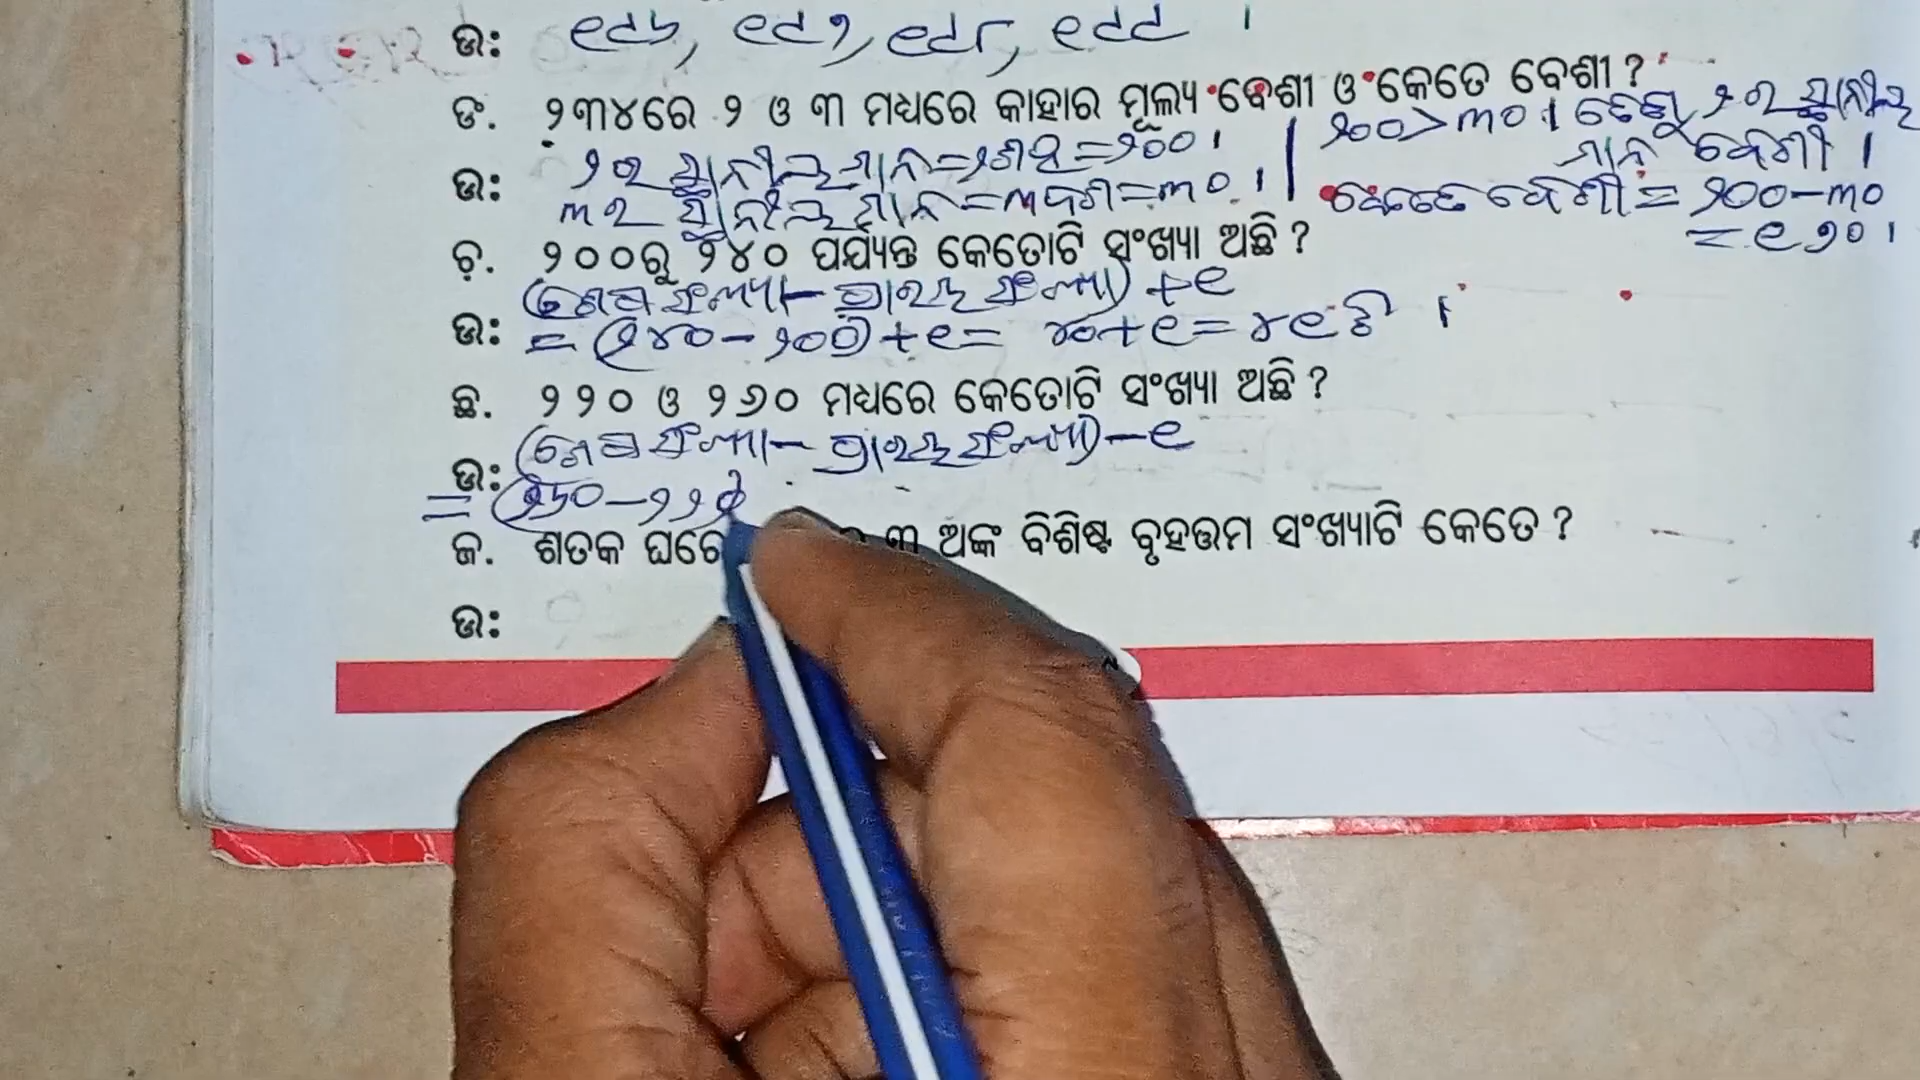 ଉ: ୧୯୬, ୧୯୭, ୧୯୮, ୧୯୯ ।
ଙ. ୨୩୪ରେ ୨ ଓ ୩ ମଧ୍ୟରେ କାହାର ମୂଲ୍ୟ ବେଶୀ ଓ କେତେ ବେଶୀ ?
ଉ: ୨ର ସ୍ଥାନୀୟ ମାନ = ୨ଶହ = ୨୦୦ ।
୩ର ସ୍ଥାନୀୟ ମାନ = ୩ଦଶ = ୩୦ ।
୨୦୦ > ୩୦ । ତେଣୁ ୨ର ସ୍ଥାନୀୟ
ମାନ ବେଶୀ ।
କେତେ ବେଶୀ = ୨୦୦ - ୩୦
= ୧୭୦ ।
ଚ. ୨୦୦ରୁ ୨୪୦ ପର୍ଯ୍ୟନ୍ତ କେତୋଟି ସଂଖ୍ୟା ଅଛି ?
(ଶେଷ ସଂଖ୍ୟା - ପ୍ରାରମ୍ଭ ସଂଖ୍ୟା) + ୧
ଉ: = (୨୪୦ - ୨୦୦) + ୧ = ୪୦ + ୧ = ୪୧ଟି ।
ଛ. ୨୨୦ ଓ ୨୬୦ ମଧ୍ୟରେ କେତୋଟି ସଂଖ୍ୟା ଅଛି ?
(ଶେଷ ସଂଖ୍ୟା - ପ୍ରାରମ୍ଭ ସଂଖ୍ୟା) - ୧
ଉ:
= (୨୬୦ - ୨୨୦
ଜ. ଶତକ ଘରେ ୩ ଅଙ୍କ ବିଶିଷ୍ଟ ବୃହତ୍ତମ ସଂଖ୍ୟାଟି କେତେ ?
ଉ: